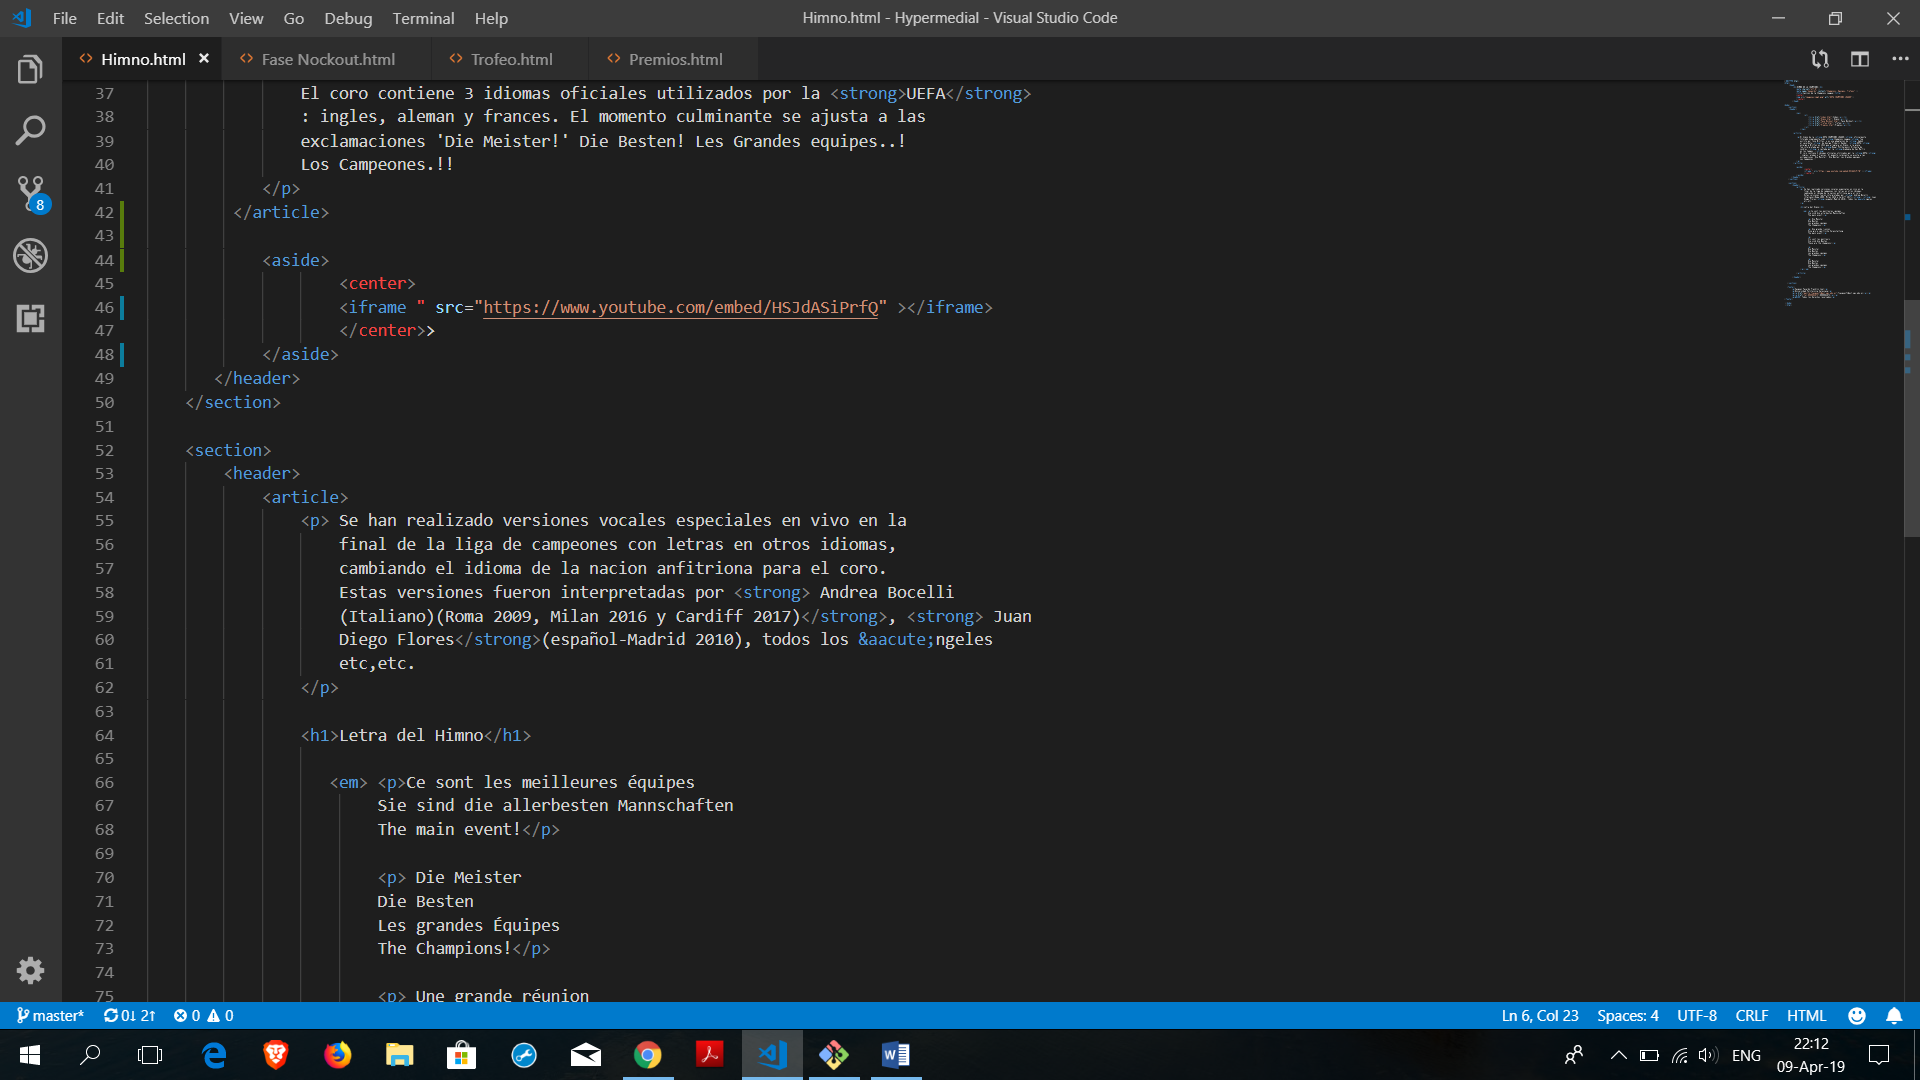 File Edit Selection View Go Debug Terminal Help
Himno.html - Hypermedial - Visual Studio Code
Himno.html Fase Nockout.html Trofeo.html Premios.html
37 El coro contiene 3 idiomas oficiales utilizados por la <strong>UEFA</strong>
38 : ingles, aleman y frances. El momento culminante se ajusta a las
39 exclamaciones 'Die Meister!' Die Besten! Les Grandes equipes..!
40 Los Campeones.!!
41 </p>
42 </article>
43
44 <aside>
45 <center>
46 <iframe " src="https://www.youtube.com/embed/HSJdASiPrfQ" ></iframe>
47 </center>>
48 </aside>
49 </header>
50 </section>
51
52 <section>
53 <header>
54 <article>
55 <p> Se han realizado versiones vocales especiales en vivo en la
56 final de la liga de campeones con letras en otros idiomas,
57 cambiando el idioma de la nacion anfitriona para el coro.
58 Estas versiones fueron interpretadas por <strong> Andrea Bocelli
59 (Italiano)(Roma 2009, Milan 2016 y Cardiff 2017)</strong>, <strong> Juan
60 Diego Flores</strong>(español-Madrid 2010), todos los &aacute;ngeles
61 etc,etc.
62 </p>
63
64 <h1>Letra del Himno</h1>
65
66 <em> <p>Ce sont les meilleures équipes
67 Sie sind die allerbesten Mannschaften
68 The main event!</p>
69
70 <p> Die Meister
71 Die Besten
72 Les grandes Équipes
73 The Champions!</p>
74
75 <p> Une grande réunion
8
master* 0↓ 2↑ 0 0
Ln 6, Col 23 Spaces: 4 UTF-8 CRLF HTML
ENG
22:12
09-Apr-19